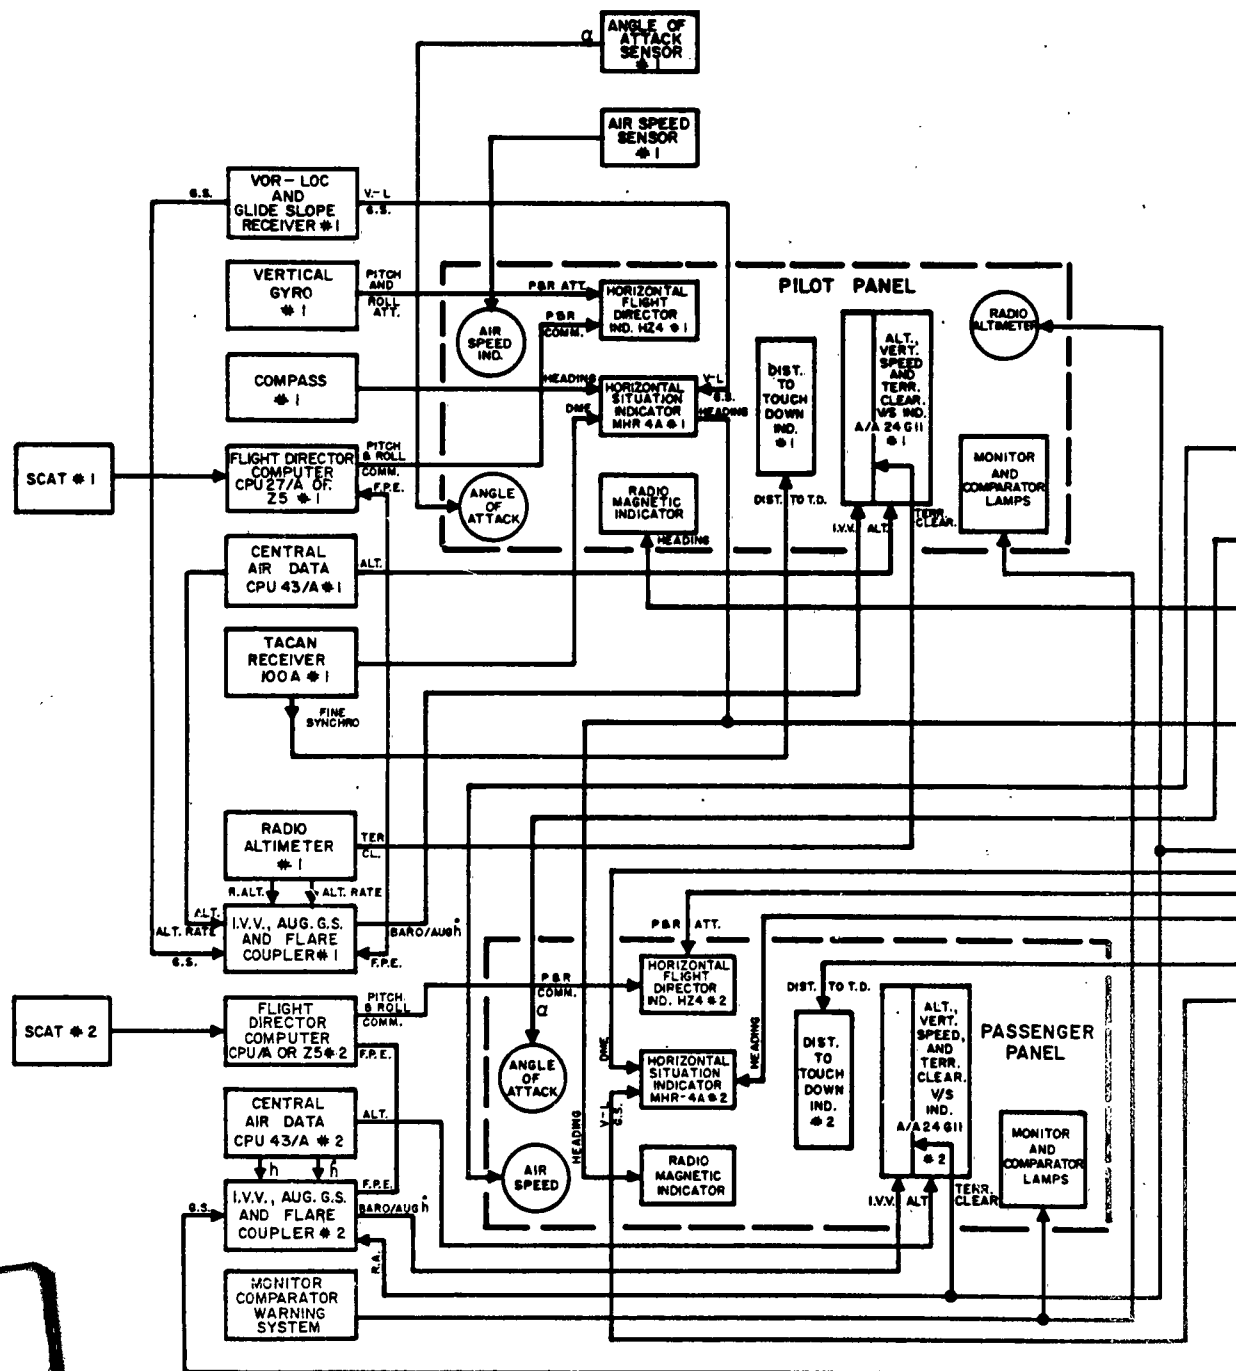 ANGLE OF
ATTACK
SENSOR
# 1
α
AIR SPEED
SENSOR
# 1
G.S.
VOR-LOC
AND
GLIDE SLOPE
RECEIVER # 1
V.-L
G.S.
VERTICAL
GYRO
# 1
PITCH
AND
ROLL
ATT.
PILOT PANEL
P&R ATT.
HORIZONTAL
FLIGHT
DIRECTOR
IND. HZ4 # 1
P&R
COMM.
AIR
SPEED
IND.
RADIO
ALTIMETER
ALT.,
VERT.
SPEED
AND
TERR.
CLEAR.
V/S IND.
A/A 24 G11
# 1
DIST.
TO
TOUCH
DOWN
IND.
# 1
COMPASS
# 1
HEADING
HORIZONTAL
SITUATION
INDICATOR
MHR 4A # 1
V-L
G.S.
HEADING
DME
SCAT # 1
FLIGHT DIRECTOR
COMPUTER
CPU 27/A OF.
Z5 # 1
PITCH
& ROLL
COMM.
F.P.E.
ANGLE
OF
ATTACK
RADIO
MAGNETIC
INDICATOR
HEADING
DIST. TO T.D.
I.V.V. ALT.
TERR.
CLEAR.
MONITOR
AND
COMPARATOR
LAMPS
CENTRAL
AIR DATA
CPU 43/A # 1
ALT.
TACAN
RECEIVER
100A # 1
FINE
SYNCHRO
RADIO
ALTIMETER
# 1
TER
CL.
R.ALT.
ALT. RATE
ALT.
ALT. RATE
G.S.
I.V.V., AUG. G.S.
AND FLARE
COUPLER # 1
BARO/AUG ḣ
F.P.E.
P&R ATT.
SCAT # 2
FLIGHT
DIRECTOR
COMPUTER
CPU/A OR Z5 # 2
PITCH
& ROLL
COMM.
F.P.E.
P&R
COMM.
α
HORIZONTAL
FLIGHT
DIRECTOR
IND. HZ4 # 2
DIST. TO T.D.
PASSENGER
PANEL
ALT.,
VERT.
SPEED,
AND
TERR.
CLEAR.
V/S
IND.
A/A 24 G11
# 2
DIST.
TO
TOUCH
DOWN
IND.
# 2
ANGLE
OF
ATTACK
DME
HORIZONTAL
SITUATION
INDICATOR
MHR-4A # 2
HEADING
V-L
G.S.
CENTRAL
AIR DATA
CPU 43/A # 2
ALT.
h
ḣ
HEADING
AIR
SPEED
RADIO
MAGNETIC
INDICATOR
MONITOR
AND
COMPARATOR
LAMPS
G.S.
I.V.V., AUG. G.S.
AND FLARE
COUPLER # 2
F.P.E.
BARO/AUG ḣ
R.A.
I.V.V. ALT
TERR.
CLEAR
MONITOR
COMPARATOR
WARNING
SYSTEM